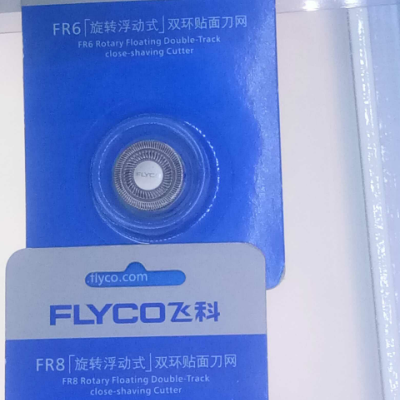 FR6「旋转浮动式」双环贴面刀网
FR6 Rotary Floating Double-Track
close-shaving Cutter
FLYCO
flyco.com
FLYCO飞科
FR8「旋转浮动式」双环贴面刀网
FR8 Rotary Floating Double-Track
close-shaving Cutter